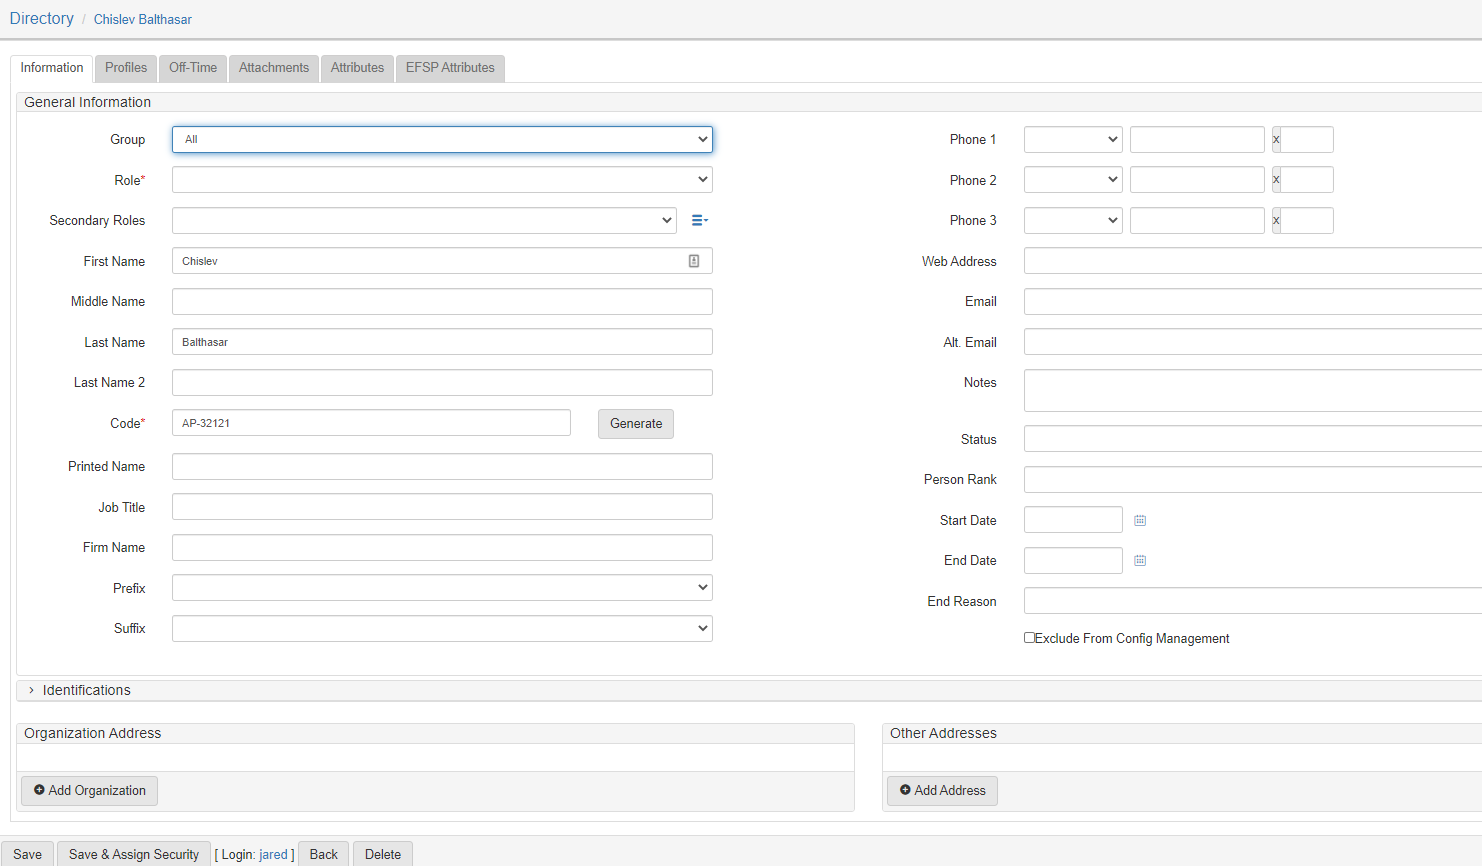 Directory / Chislev Balthasar
Information Profiles Off-Time Attachments Attributes EFSP Attributes
General Information
Group All
Role*
Secondary Roles
First Name Chislev
Middle Name
Last Name Balthasar
Last Name 2
Code* AP-32121 Generate
Printed Name
Job Title
Firm Name
Prefix
Suffix
Phone 1 x
Phone 2 x
Phone 3 x
Web Address
Email
Alt. Email
Notes
Status
Person Rank
Start Date
End Date
End Reason
Exclude From Config Management
Identifications
Organization Address
Add Organization
Other Addresses
Add Address
Save Save & Assign Security [ Login: jared ] Back Delete